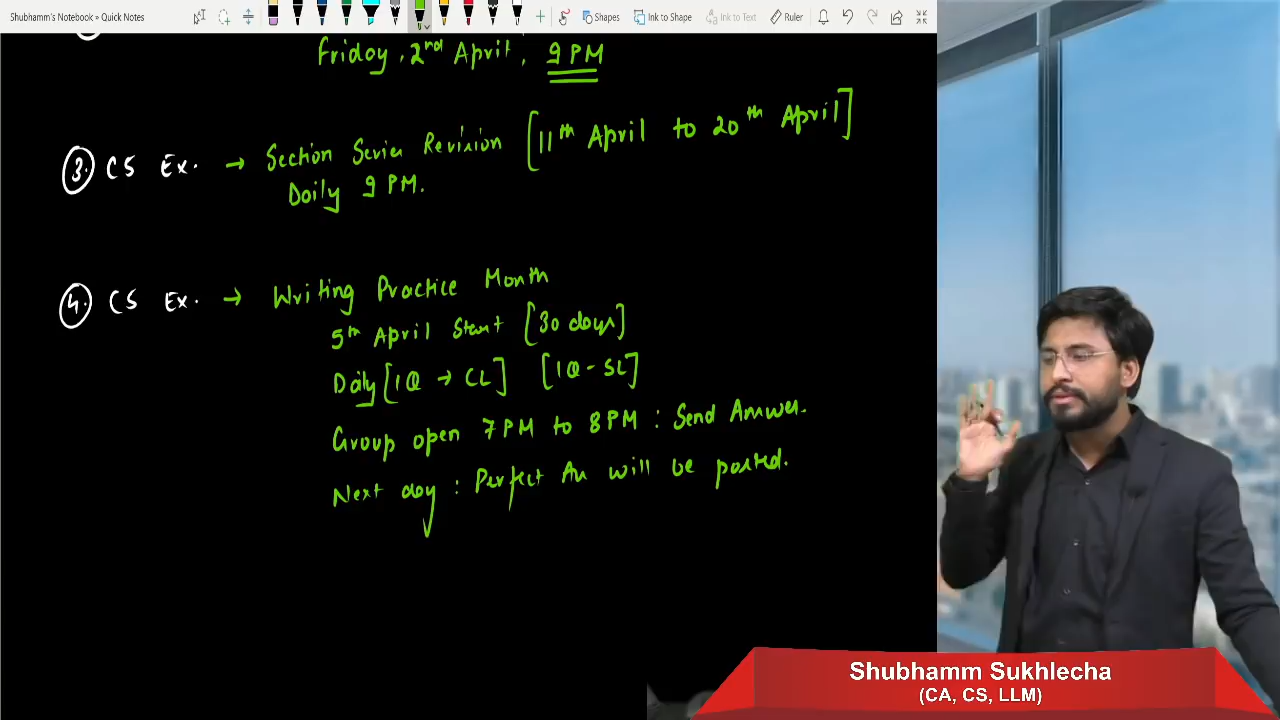 Shubhamm's Notebook » Quick Notes
Shapes
Ink to Shape
Ink to Text
Ruler
Friday, 2nd April, 9 PM
3. CS Ex. → Section Series Revision [11th April to 20th April]
Daily 9 PM.
4. CS Ex. → Writing Practice Month
5th April Start [30 days]
Daily [1Q → CL] [1Q - SL]
Group open 7 PM to 8 PM : Send Answer.
Next day : Perfect An will be posted.
Shubhamm Sukhlecha
(CA, CS, LLM)